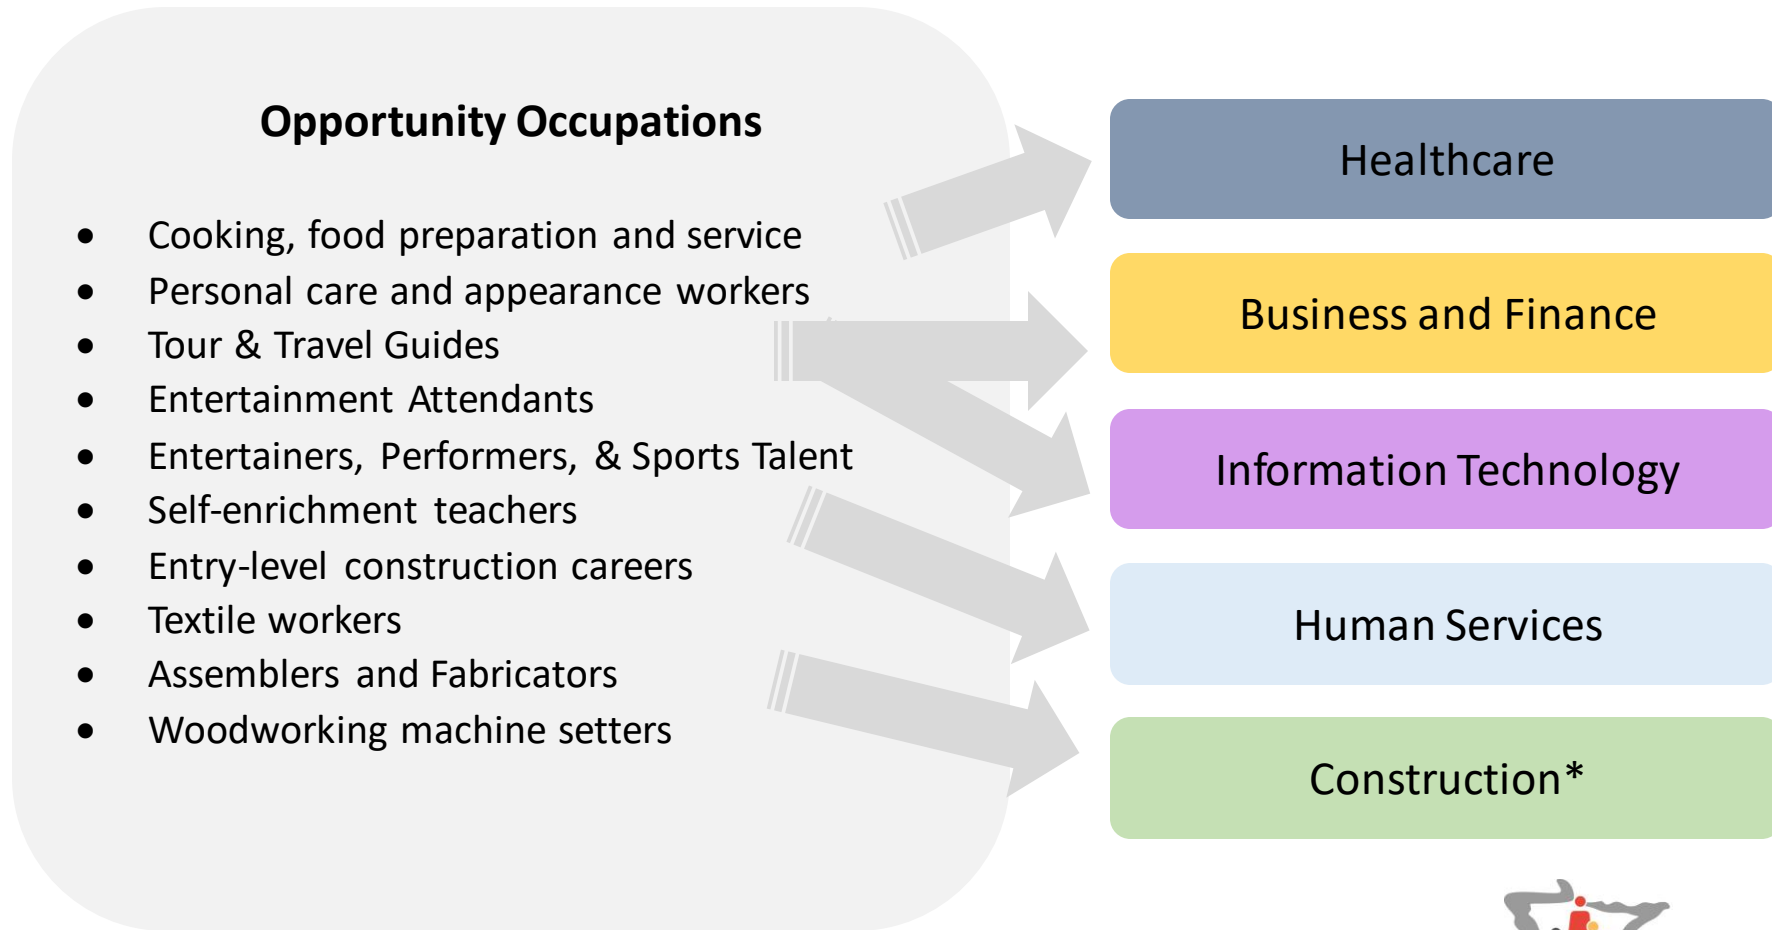 Opportunity Occupations
• Cooking, food preparation and service
• Personal care and appearance workers
• Tour & Travel Guides
• Entertainment Attendants
• Entertainers, Performers, & Sports Talent
• Self-enrichment teachers
• Entry-level construction careers
• Textile workers
• Assemblers and Fabricators
• Woodworking machine setters
Healthcare
Business and Finance
Information Technology
Human Services
Construction*